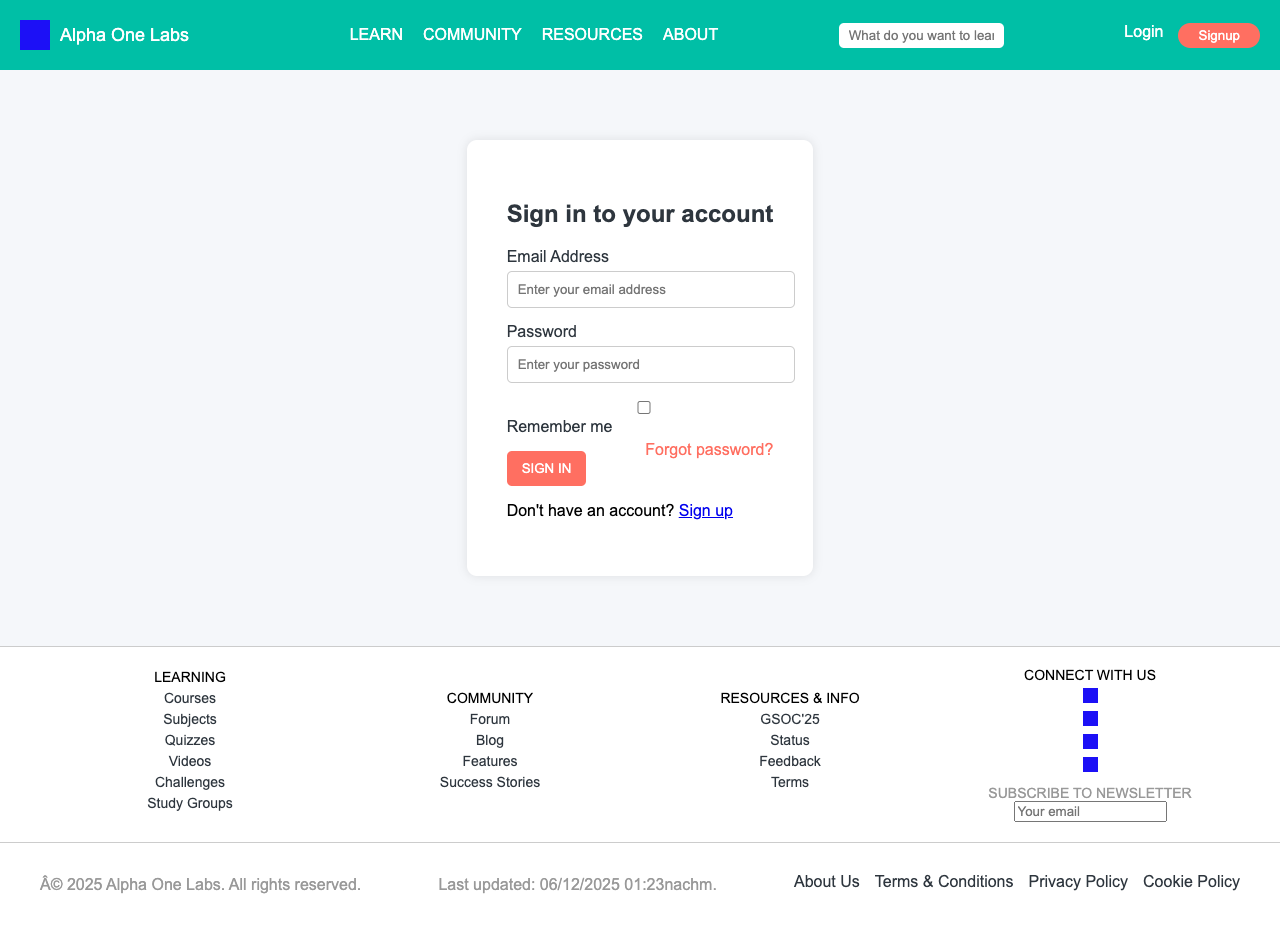 Alpha One Labs
LEARN COMMUNITY RESOURCES ABOUT
What do you want to lear
Login
Signup
Sign in to your account
Email Address
Enter your email address
Password
Enter your password
Remember me
Forgot password?
SIGN IN
Don't have an account? Sign up
LEARNING
Courses
Subjects
Quizzes
Videos
Challenges
Study Groups
COMMUNITY
Forum
Blog
Features
Success Stories
RESOURCES & INFO
GSOC'25
Status
Feedback
Terms
CONNECT WITH US
SUBSCRIBE TO NEWSLETTER
Your email
Â© 2025 Alpha One Labs. All rights reserved.
Last updated: 06/12/2025 01:23nachm.
About Us Terms & Conditions Privacy Policy Cookie Policy